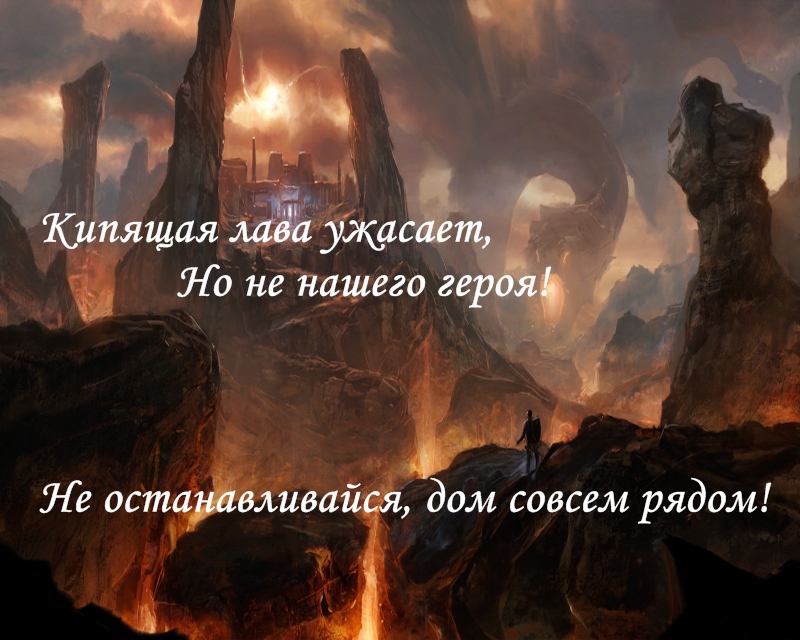 Кипящая лава ужасает,
Но не нашего героя!
Не останавливайся, дом совсем рядом!